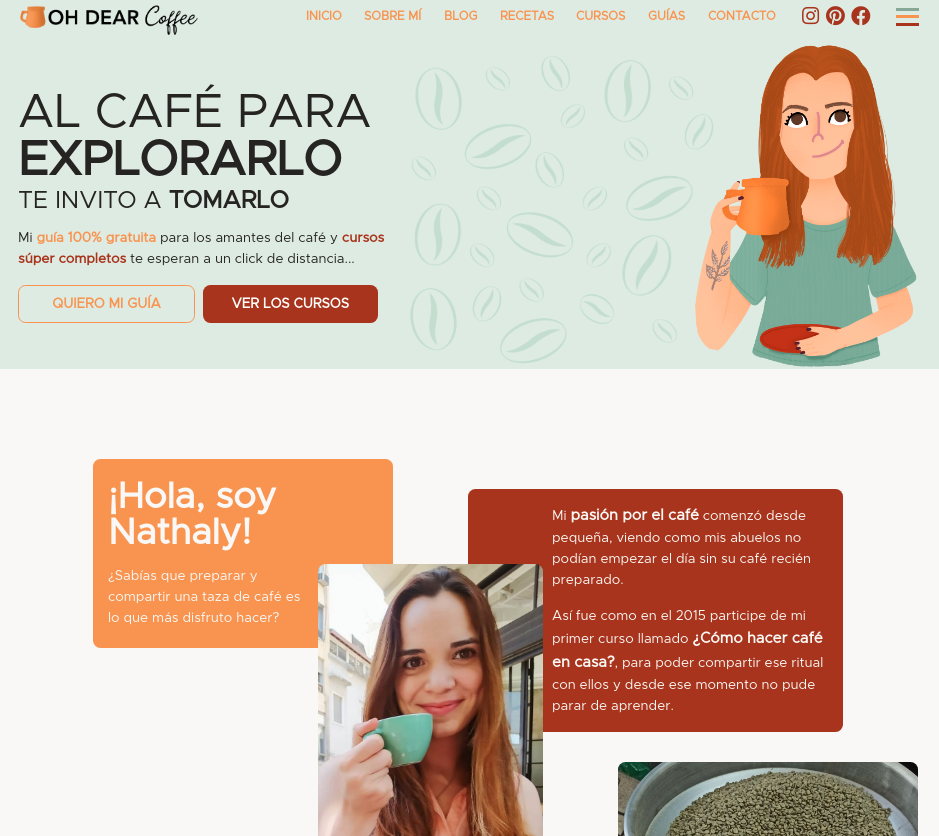 OH DEAR Coffee
INICIO SOBRE MÍ BLOG RECETAS CURSOS GUÍAS CONTACTO
AL CAFÉ PARA
EXPLORARLO
TE INVITO A TOMARLO
Mi guía 100% gratuita para los amantes del café y cursos
súper completos te esperan a un click de distancia...
QUIERO MI GUÍA VER LOS CURSOS
¡Hola, soy
Nathaly!
¿Sabías que preparar y
compartir una taza de café es
lo que más disfruto hacer?
Mi pasión por el café comenzó desde
pequeña, viendo como mis abuelos no
podían empezar el día sin su café recién
preparado.
Así fue como en el 2015 participe de mi
primer curso llamado ¿Cómo hacer café
en casa?, para poder compartir ese ritual
con ellos y desde ese momento no pude
parar de aprender.